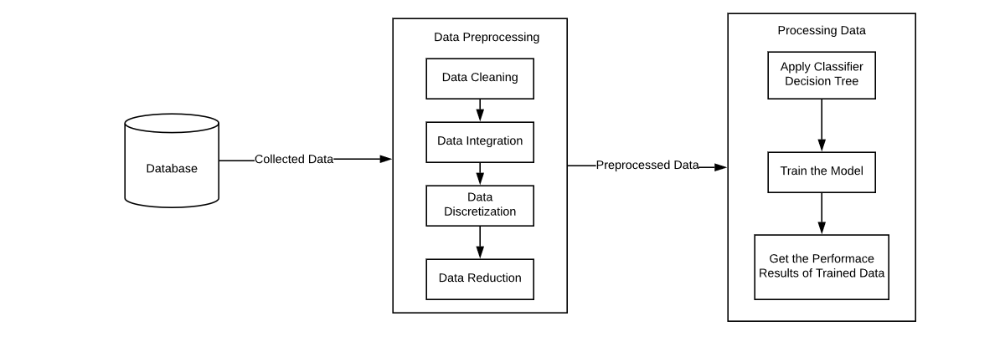 Database
Collected Data
Data Preprocessing
Data Cleaning
Data Integration
Data
Discretization
Data Reduction
Preprocessed Data
Processing Data
Apply Classifier
Decision Tree
Train the Model
Get the Performace
Results of Trained Data